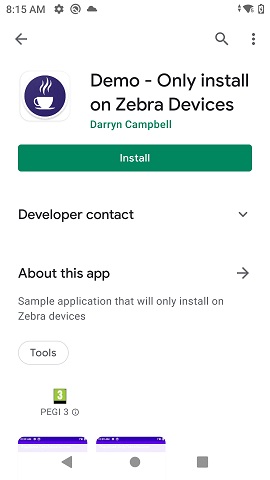 8:15 AM
Demo - Only install
on Zebra Devices
Darryn Campbell
Install
Developer contact
About this app
Sample application that will only install on
Zebra devices
Tools
3
PEGI 3